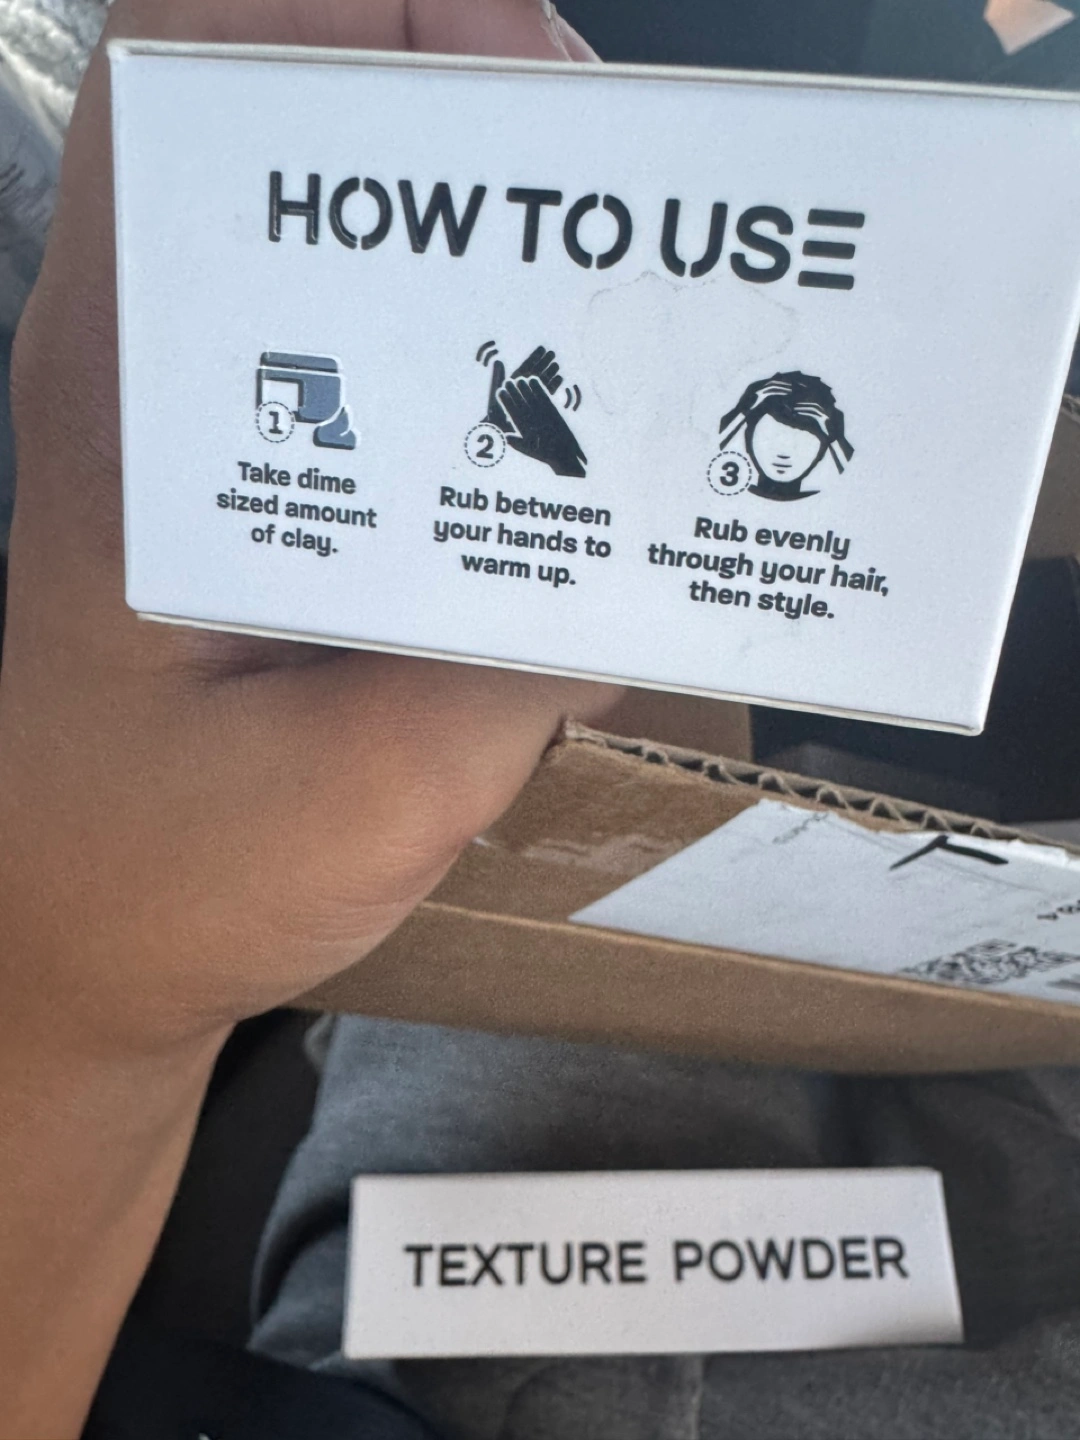 HOW TO USE
1
Take dime
sized amount
of clay.
2
Rub between
your hands to
warm up.
3
Rub evenly
through your hair,
then style.
TEXTURE POWDER